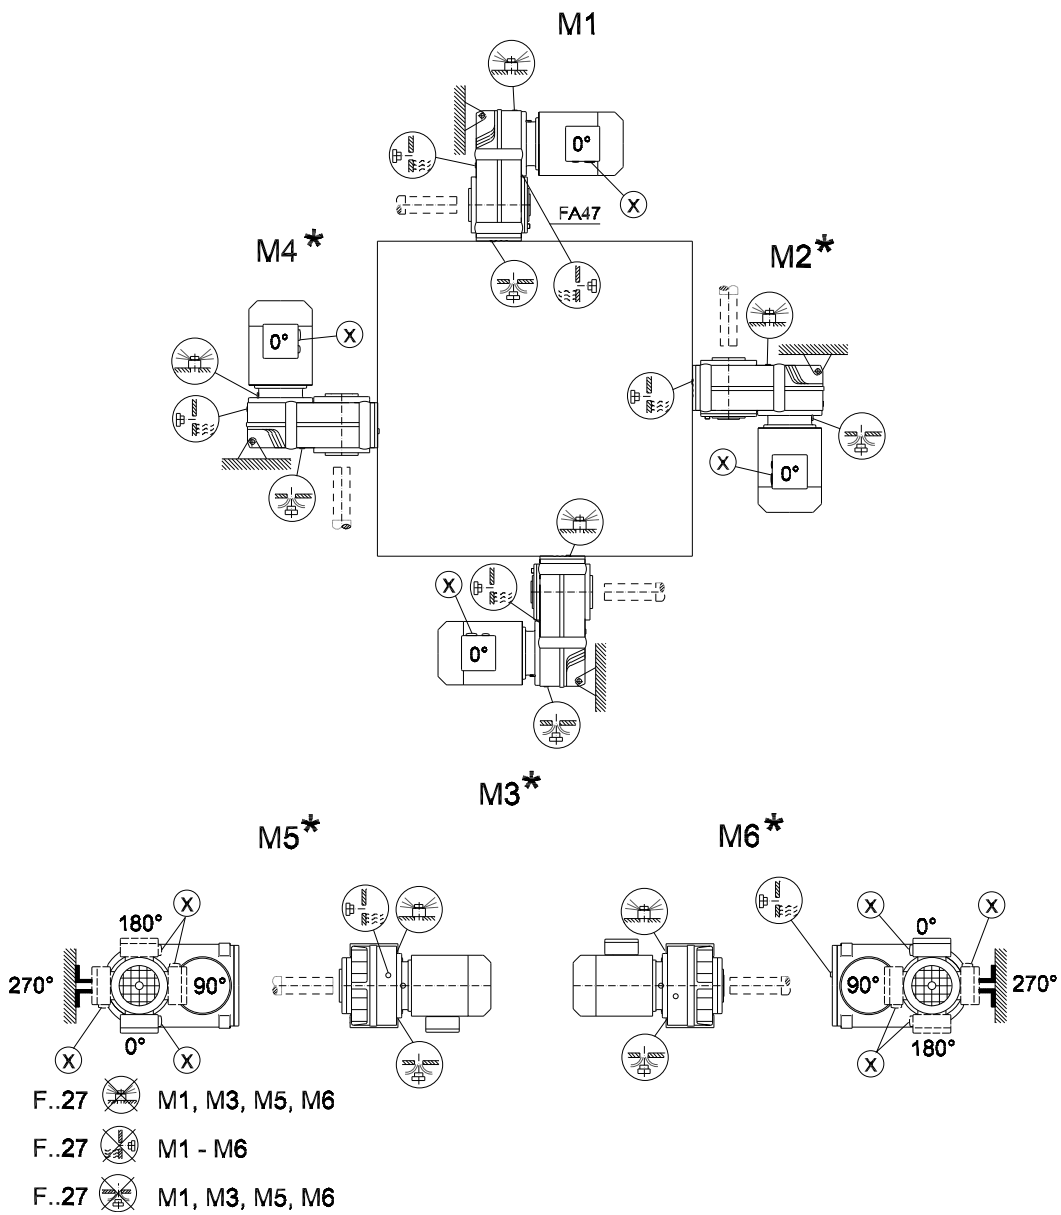 M1
0°
X
FA47
M4*
M2*
0°
X
X
0°
X
0°
M3*
M5*
M6*
X
X
X
180°
0°
270°
90°
90°
270°
0°
180°
X
X
X
F..27 M1, M3, M5, M6
F..27 M1 - M6
F..27 M1, M3, M5, M6